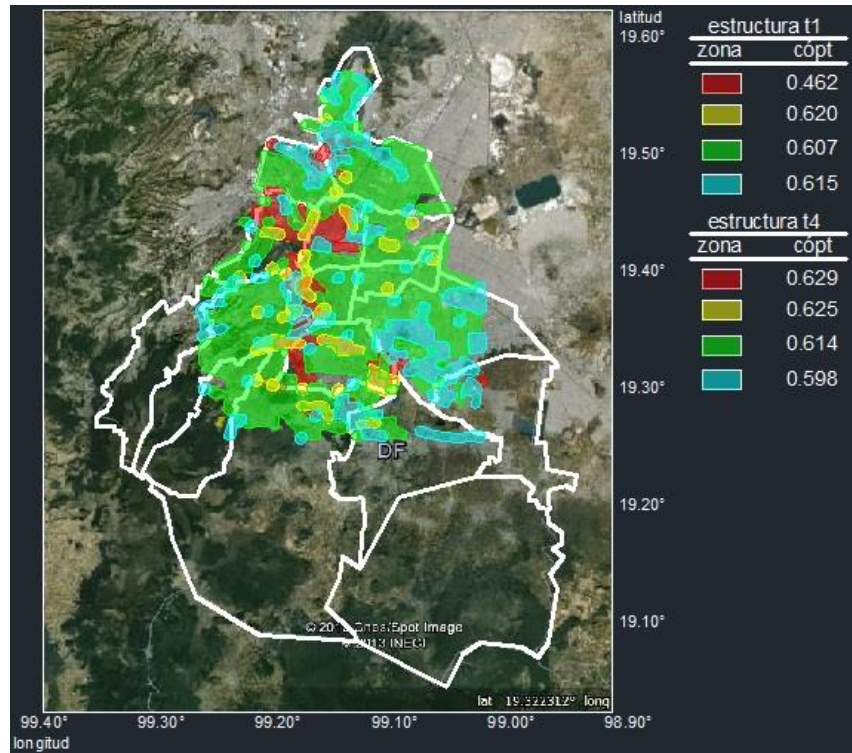 latitud
19.60°
19.50°
19.40°
19.30°
19.20°
19.10°
estructura t1
zona cópt
0.462
0.620
0.607
0.615
estructura t4
zona cópt
0.629
0.625
0.614
0.598
DF
Image
2013 INEGI
lat 19.322312° long
99.40° 99.30° 99.20° 99.10° 99.00° 98.90°
longitud